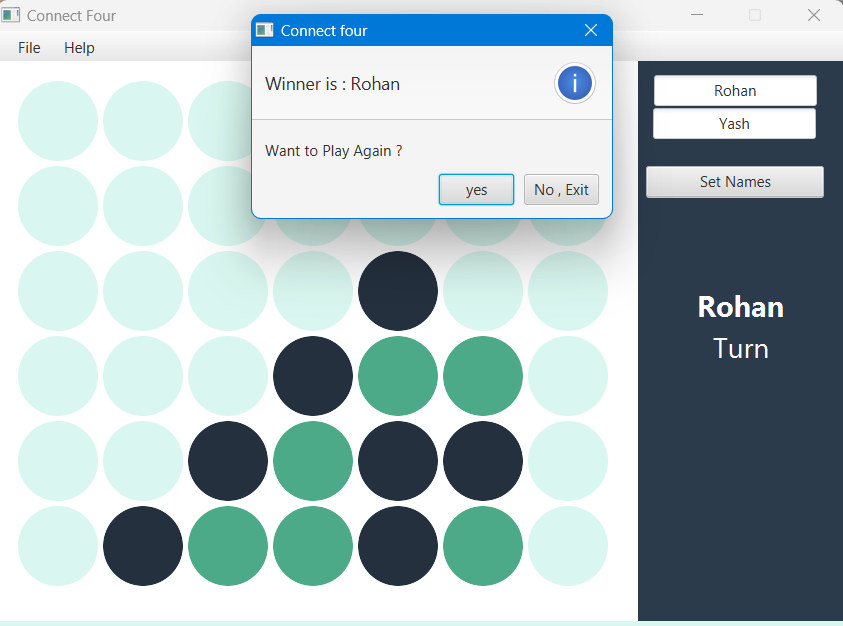 Connect Four
File Help
Connect four
Winner is : Rohan
i
Want to Play Again ?
yes No , Exit
Rohan
Yash
Set Names
Rohan
Turn